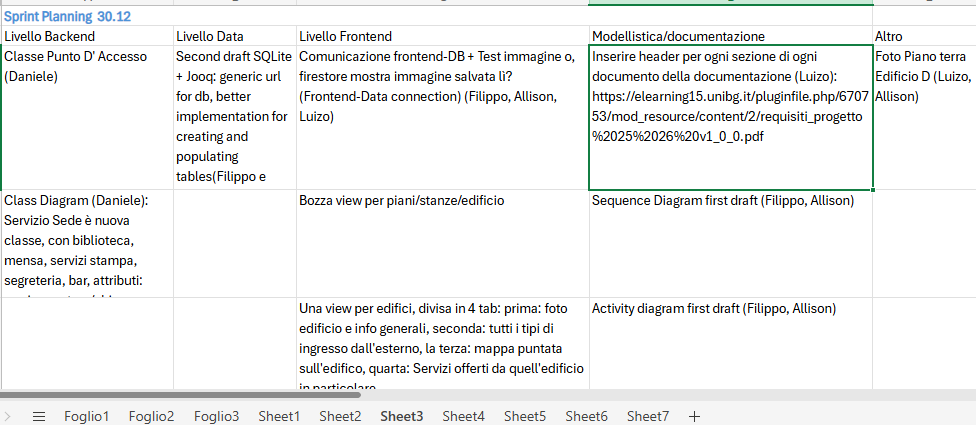 Sprint Planning 30.12
Livello Backend
Livello Data
Livello Frontend
Modellistica/documentazione
Altro
Classe Punto D' Accesso
(Daniele)
Second draft SQLite
+ Jooq: generic url
for db, better
implementation for
creating and
populating
tables(Filippo e
Comunicazione frontend-DB + Test immagine o,
firestore mostra immagine salvata lì?
(Frontend-Data connection) (Filippo, Allison,
Luizo)
Inserire header per ogni sezione di ogni
documento della documentazione (Luizo):
https://elearning15.unibg.it/pluginfile.php/6707
53/mod_resource/content/2/requisiti_progetto
%2025%2026%20v1_0_0.pdf
Foto Piano terra
Edificio D (Luizo,
Allison)
Class Diagram (Daniele):
Servizio Sede è nuova
classe, con biblioteca,
mensa, servizi stampa,
segreteria, bar, attributi:
Bozza view per piani/stanze/edificio
Sequence Diagram first draft (Filippo, Allison)
Una view per edifici, divisa in 4 tab: prima: foto
edificio e info generali, seconda: tutti i tipi di
ingresso dall'esterno, la terza: mappa puntata
sull'edifico, quarta: Servizi offerti da quell'edificio
in particolare
Activity diagram first draft (Filippo, Allison)
Foglio1 Foglio2 Foglio3 Sheet1 Sheet2 Sheet3 Sheet4 Sheet5 Sheet6 Sheet7